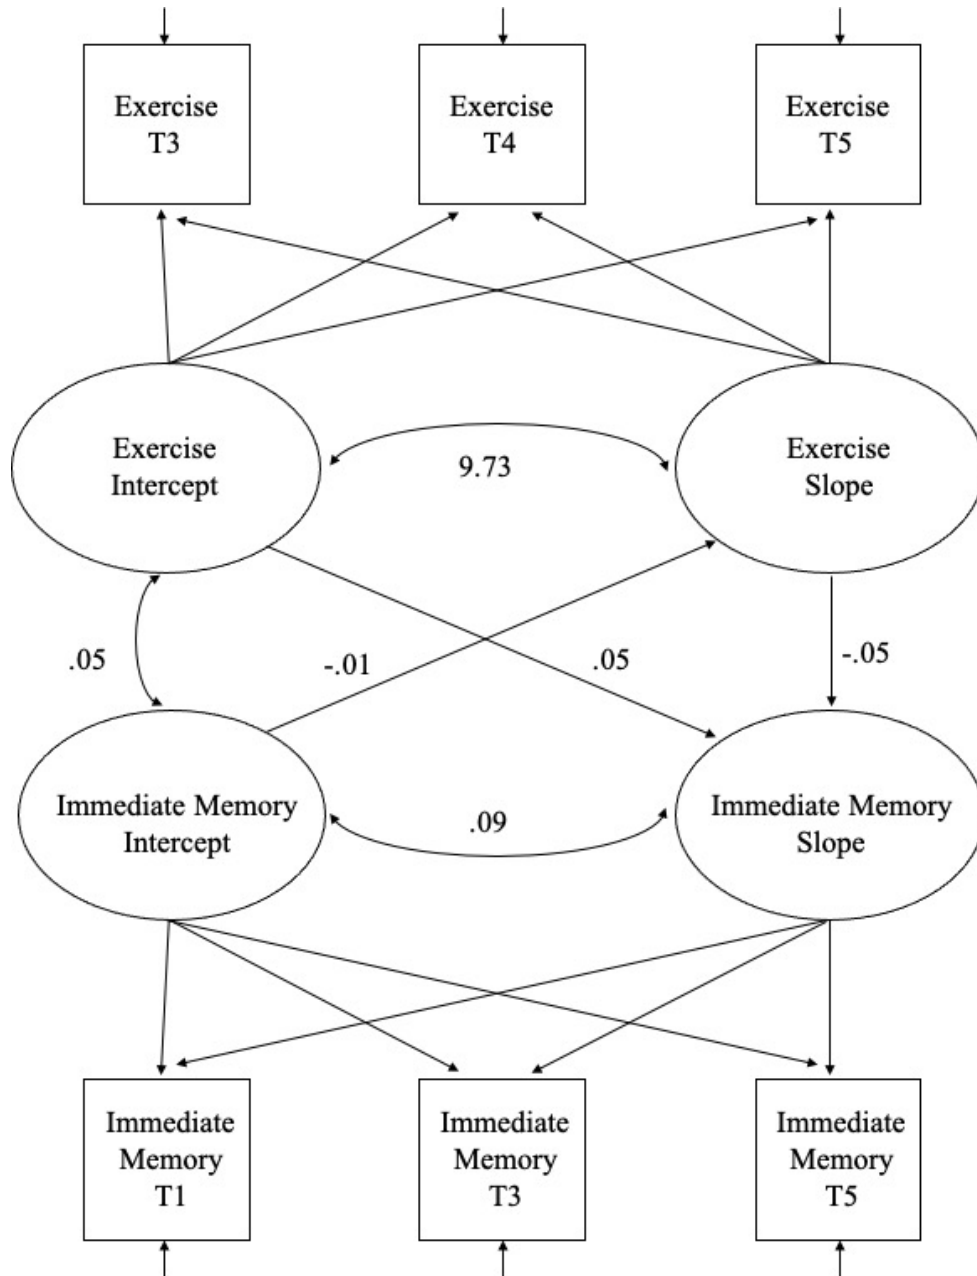 Exercise
T3
Exercise
T4
Exercise
T5
Exercise
Intercept
9.73
Exercise
Slope
.05
-.01
.05
-.05
Immediate Memory
Intercept
.09
Immediate Memory
Slope
Immediate
Memory
T1
Immediate
Memory
T3
Immediate
Memory
T5